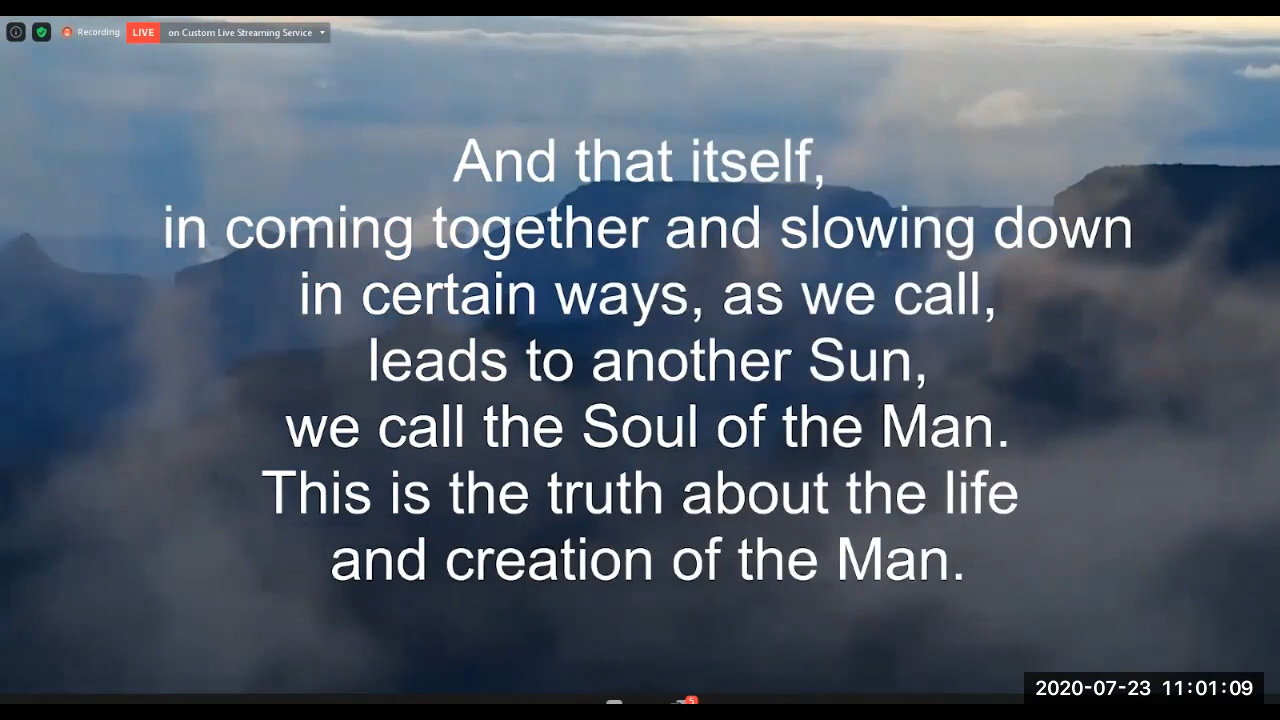 Recording LIVE on Custom Live Streaming Service
And that itself,
in coming together and slowing down
in certain ways, as we call,
leads to another Sun,
we call the Soul of the Man.
This is the truth about the life
and creation of the Man.
5
2020-07-23 11:01:09